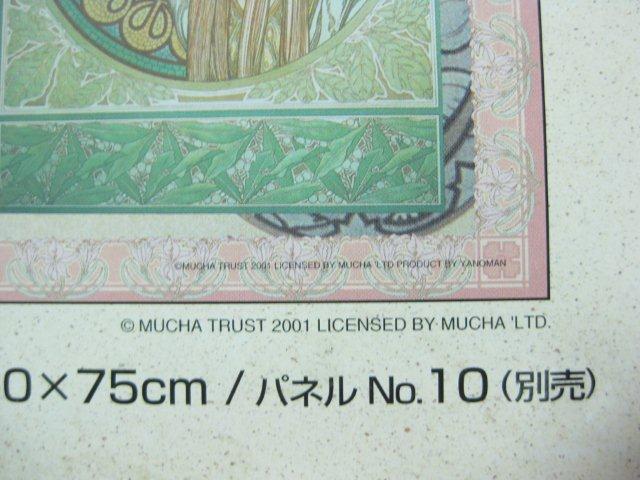 ©MUCHA TRUST 2001 LICENSED BY MUCHA 'LTD PRODUCT BY YANOMAN
© MUCHA TRUST 2001 LICENSED BY MUCHA 'LTD.
0×75cm / パネル No.10 (別売)